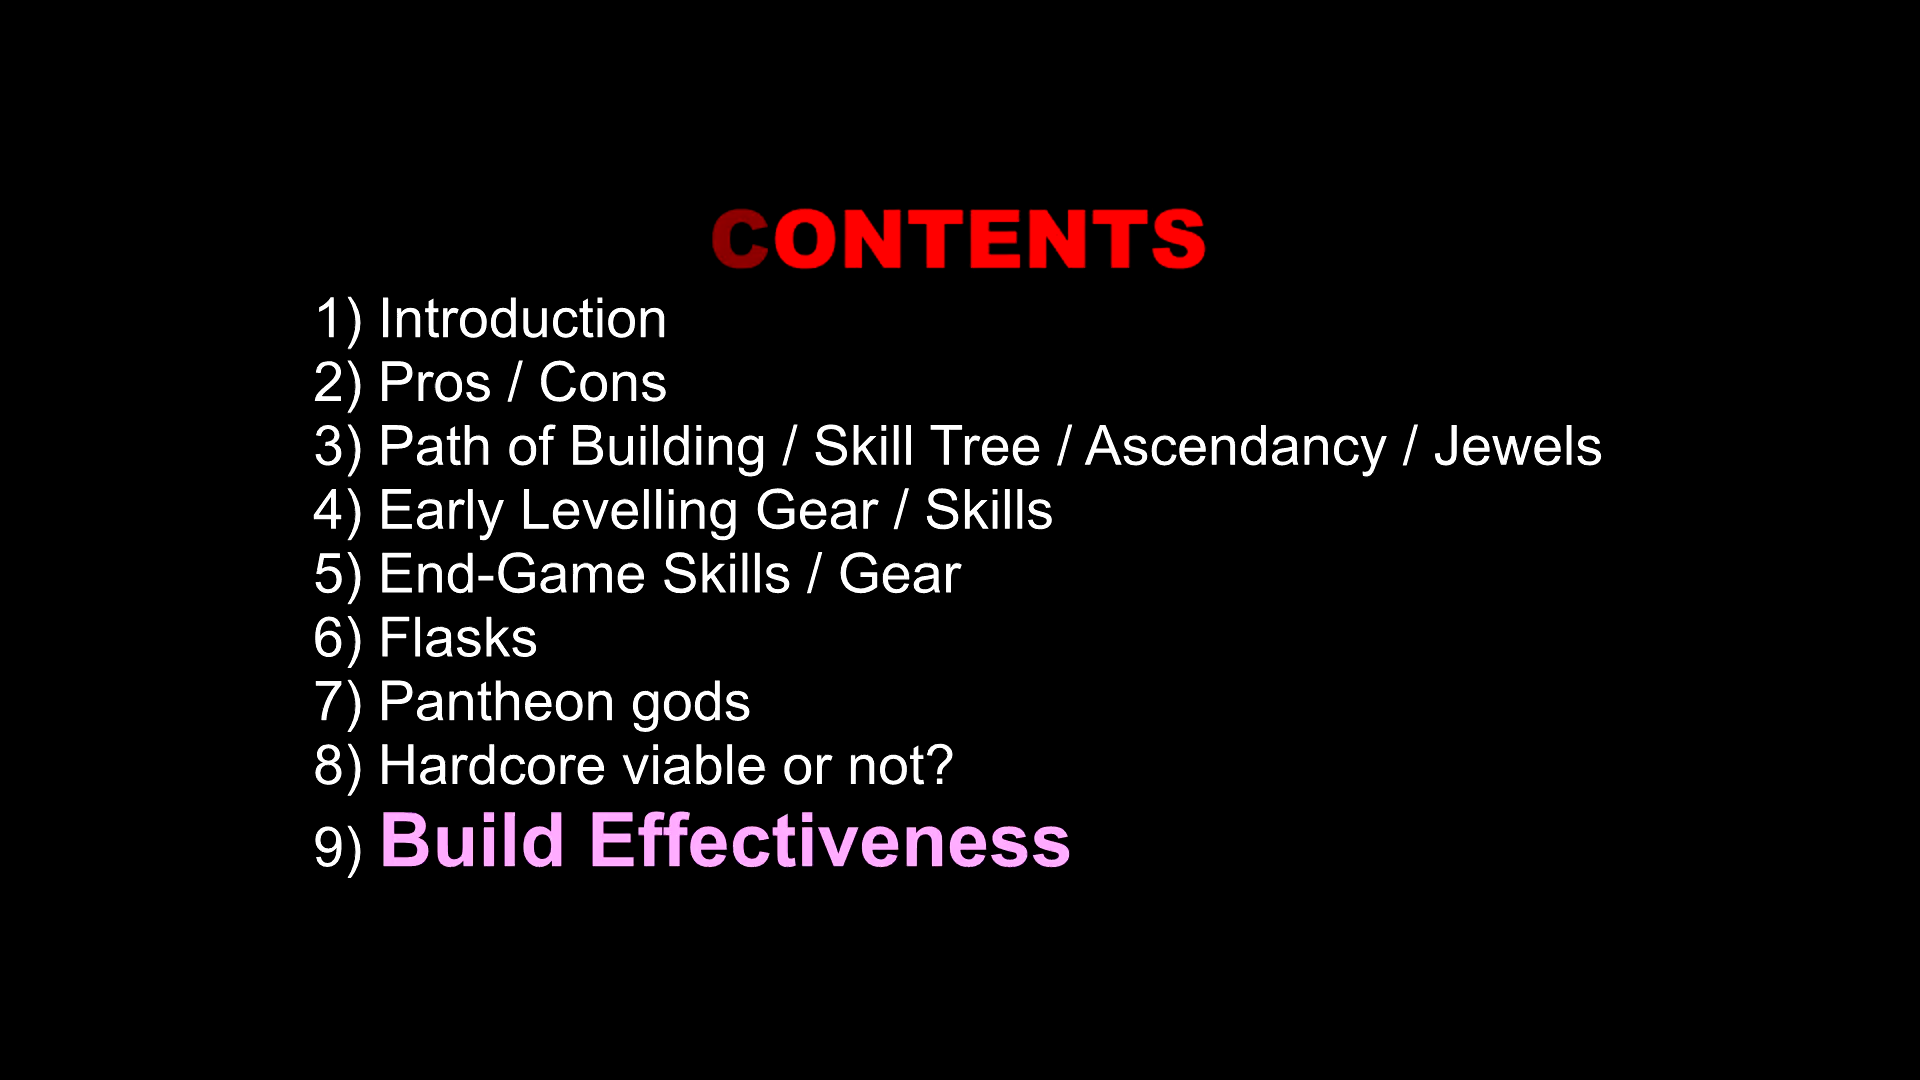 CONTENTS
1) Introduction
2) Pros / Cons
3) Path of Building / Skill Tree / Ascendancy / Jewels
4) Early Levelling Gear / Skills
5) End-Game Skills / Gear
6) Flasks
7) Pantheon gods
8) Hardcore viable or not?
9) Build Effectiveness